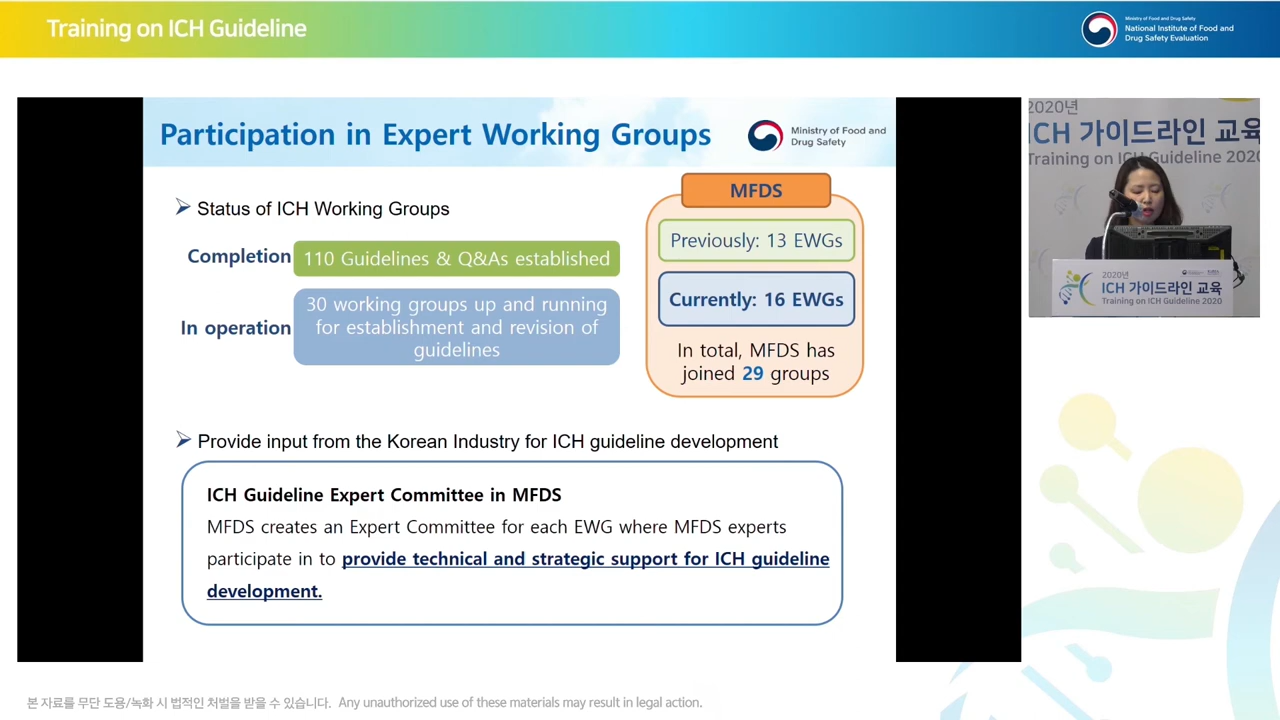 Training on ICH Guideline
Ministry of Food and Drug Safety
National Institute of Food and
Drug Safety Evaluation
Participation in Expert Working Groups
Ministry of Food and
Drug Safety
Status of ICH Working Groups
Completion
110 Guidelines & Q&As established
In operation
30 working groups up and running
for establishment and revision of
guidelines
MFDS
Previously: 13 EWGs
Currently: 16 EWGs
In total, MFDS has
joined 29 groups
Provide input from the Korean Industry for ICH guideline development
ICH Guideline Expert Committee in MFDS
MFDS creates an Expert Committee for each EWG where MFDS experts
participate in to provide technical and strategic support for ICH guideline
development.
2020년
ICH 가이드라인 교육
Training on ICH Guideline 2020
2020년
ICH 가이드라인 교육
Training on ICH Guideline 2020
본 자료를 무단 도용/녹화 시 법적인 처벌을 받을 수 있습니다. Any unauthorized use of these materials may result in legal action.